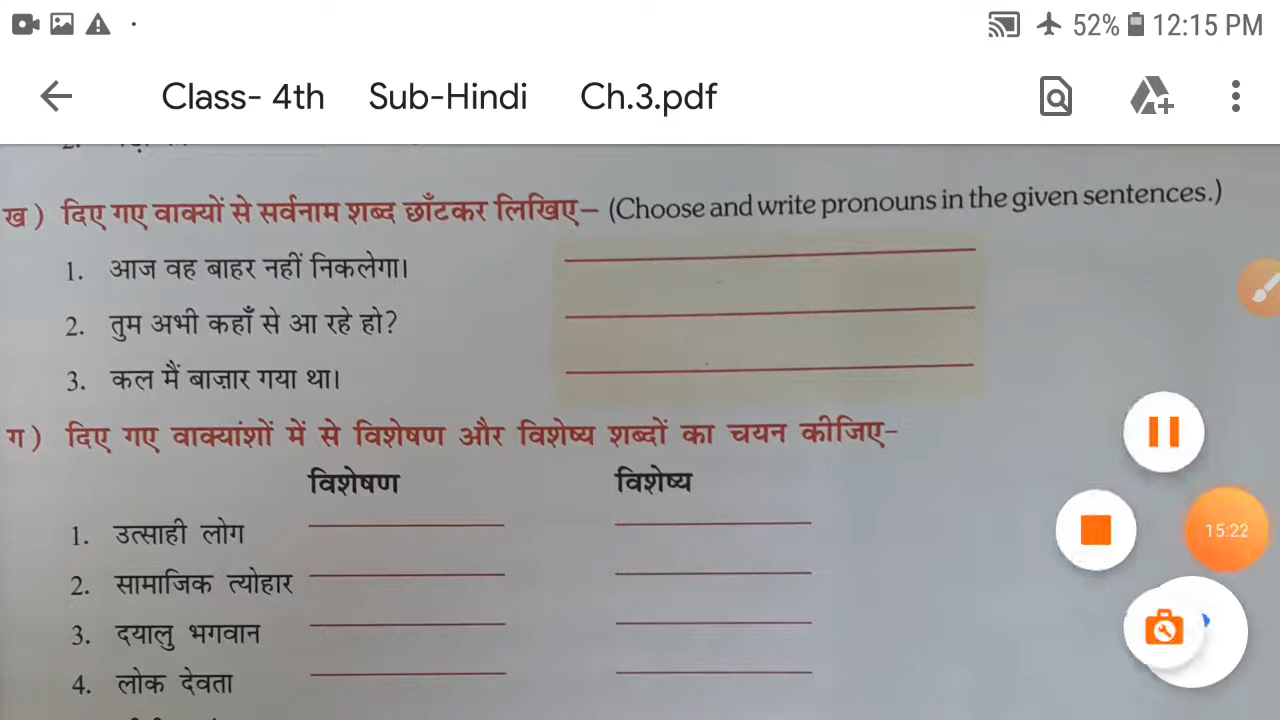 52% 12:15 PM
Class- 4th Sub-Hindi Ch.3.pdf
ख) दिए गए वाक्यों से सर्वनाम शब्द छाँटकर लिखिए– (Choose and write pronouns in the given sentences.)
1. आज वह बाहर नहीं निकलेगा।
2. तुम अभी कहाँ से आ रहे हो?
3. कल मैं बाज़ार गया था।
ग) दिए गए वाक्यांशों में से विशेषण और विशेष्य शब्दों का चयन कीजिए–
विशेषण विशेष्य
1. उत्साही लोग
2. सामाजिक त्योहार
15:22
3. दयालु भगवान
4. लोक देवता